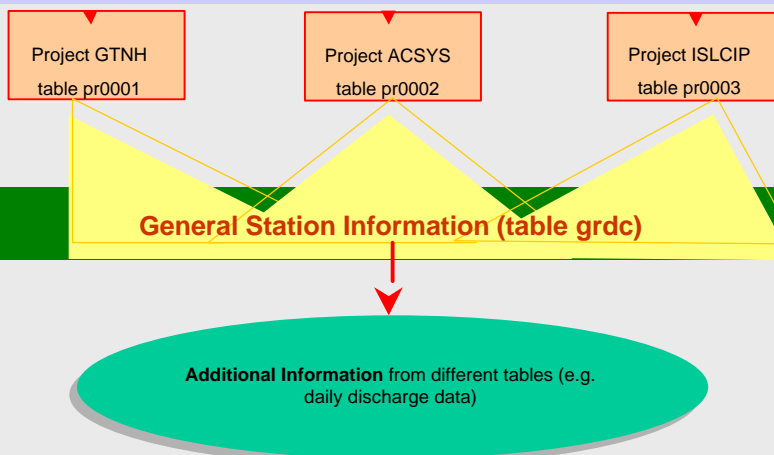 Project GTNH
table pr0001
Project ACSYS
table pr0002
Project ISLCIP
table pr0003
General Station Information (table grdc)
Additional Information from different tables (e.g.
daily discharge data)